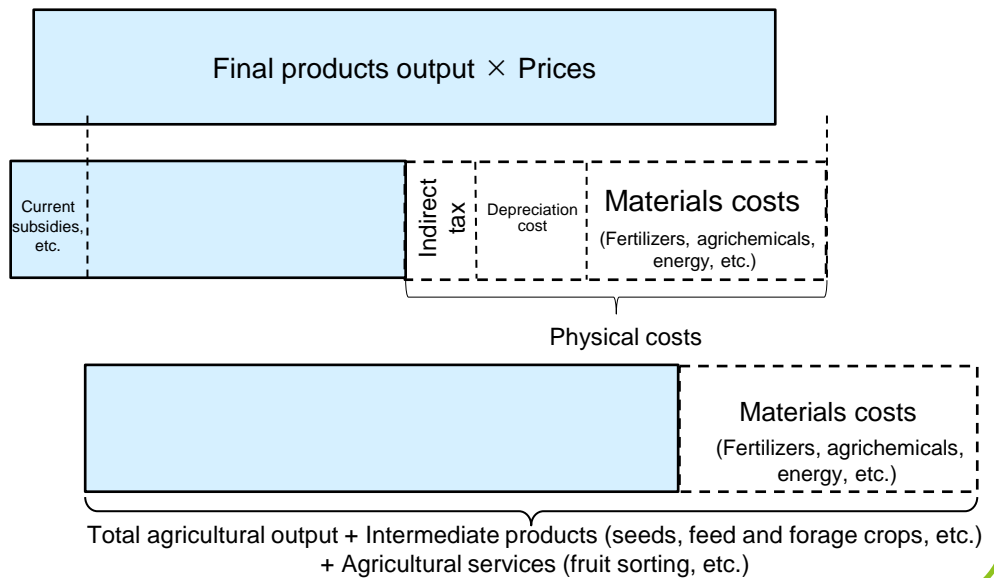 Final products output × Prices
Current
subsidies,
etc.
Indirect
tax
Depreciation
cost
Materials costs
(Fertilizers, agrichemicals,
energy, etc.)
Physical costs
Materials costs
(Fertilizers, agrichemicals,
energy, etc.)
Total agricultural output + Intermediate products (seeds, feed and forage crops, etc.)
+ Agricultural services (fruit sorting, etc.)